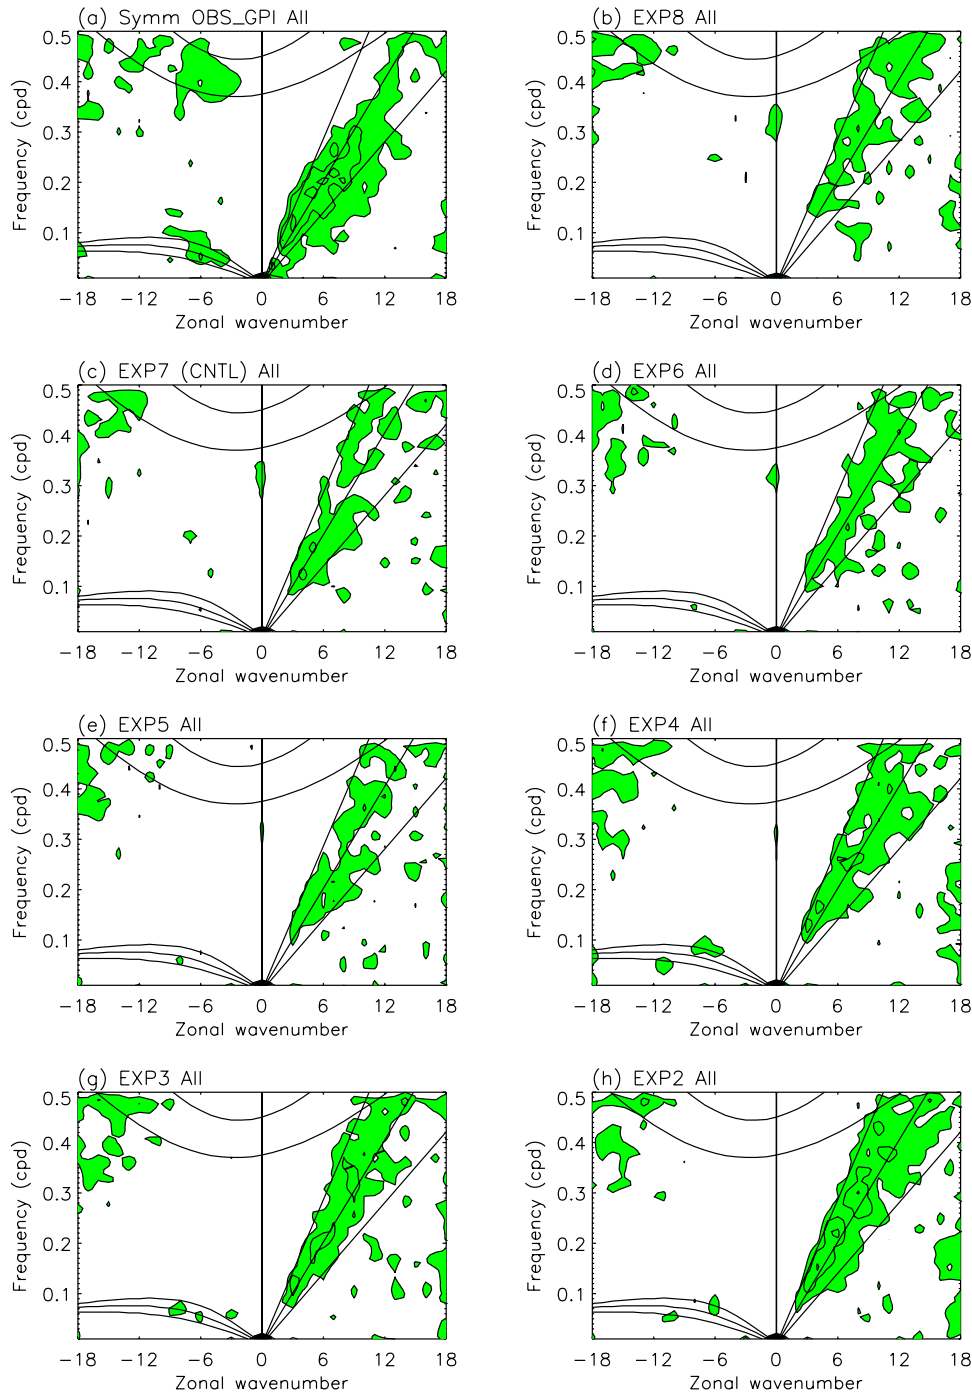 (a) Symm OBS_GPI All
(b) EXP8 All
0.5
0.4
0.3
0.2
0.1
Frequency (cpd)
−18 −12 −6 0 6 12 18
Zonal wavenumber
0.5
0.4
0.3
0.2
0.1
Frequency (cpd)
−18 −12 −6 0 6 12 18
Zonal wavenumber
(c) EXP7 (CNTL) All
(d) EXP6 All
0.5
0.4
0.3
0.2
0.1
Frequency (cpd)
−18 −12 −6 0 6 12 18
Zonal wavenumber
0.5
0.4
0.3
0.2
0.1
Frequency (cpd)
−18 −12 −6 0 6 12 18
Zonal wavenumber
(e) EXP5 All
(f) EXP4 All
0.5
0.4
0.3
0.2
0.1
Frequency (cpd)
−18 −12 −6 0 6 12 18
Zonal wavenumber
0.5
0.4
0.3
0.2
0.1
Frequency (cpd)
−18 −12 −6 0 6 12 18
Zonal wavenumber
(g) EXP3 All
(h) EXP2 All
0.5
0.4
0.3
0.2
0.1
Frequency (cpd)
−18 −12 −6 0 6 12 18
Zonal wavenumber
0.5
0.4
0.3
0.2
0.1
Frequency (cpd)
−18 −12 −6 0 6 12 18
Zonal wavenumber